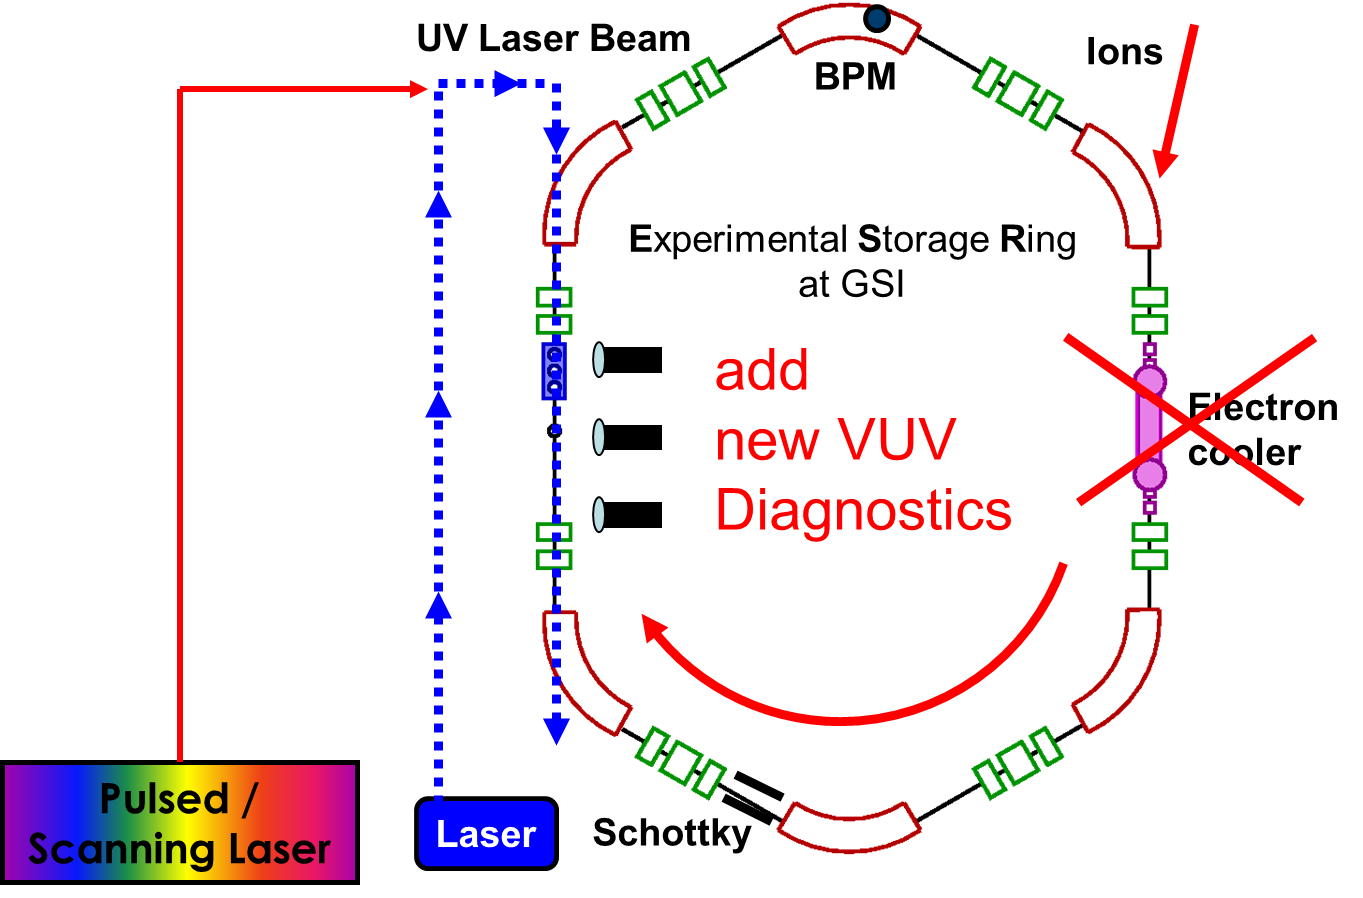 UV Laser Beam
BPM
Ions
Experimental Storage Ring
at GSI
add
new VUV
Diagnostics
Electron
cooler
Pulsed /
Scanning Laser
Laser
Schottky